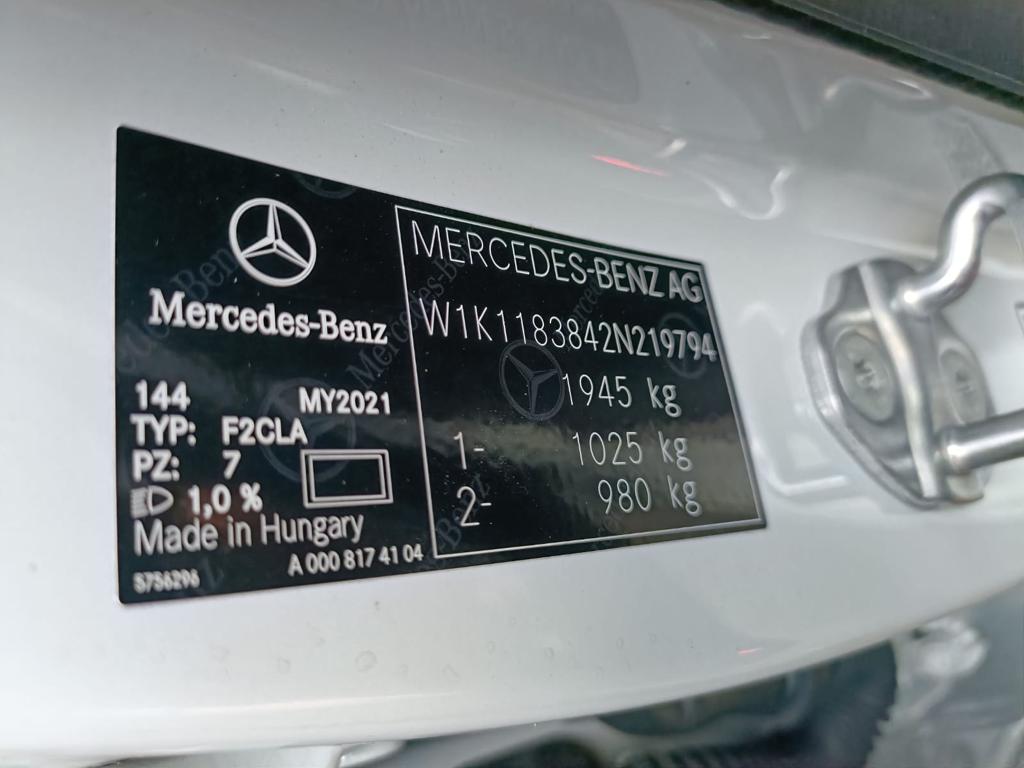 Mercedes-Benz
144 MY2021
TYP: F2CLA
PZ: 7
1,0 %
Made in Hungary
A 000 817 41 04
S7S6296
MERCEDES-BENZ AG
W1K1183842N219794
1945 kg
1- 1025 kg
2- 980 kg